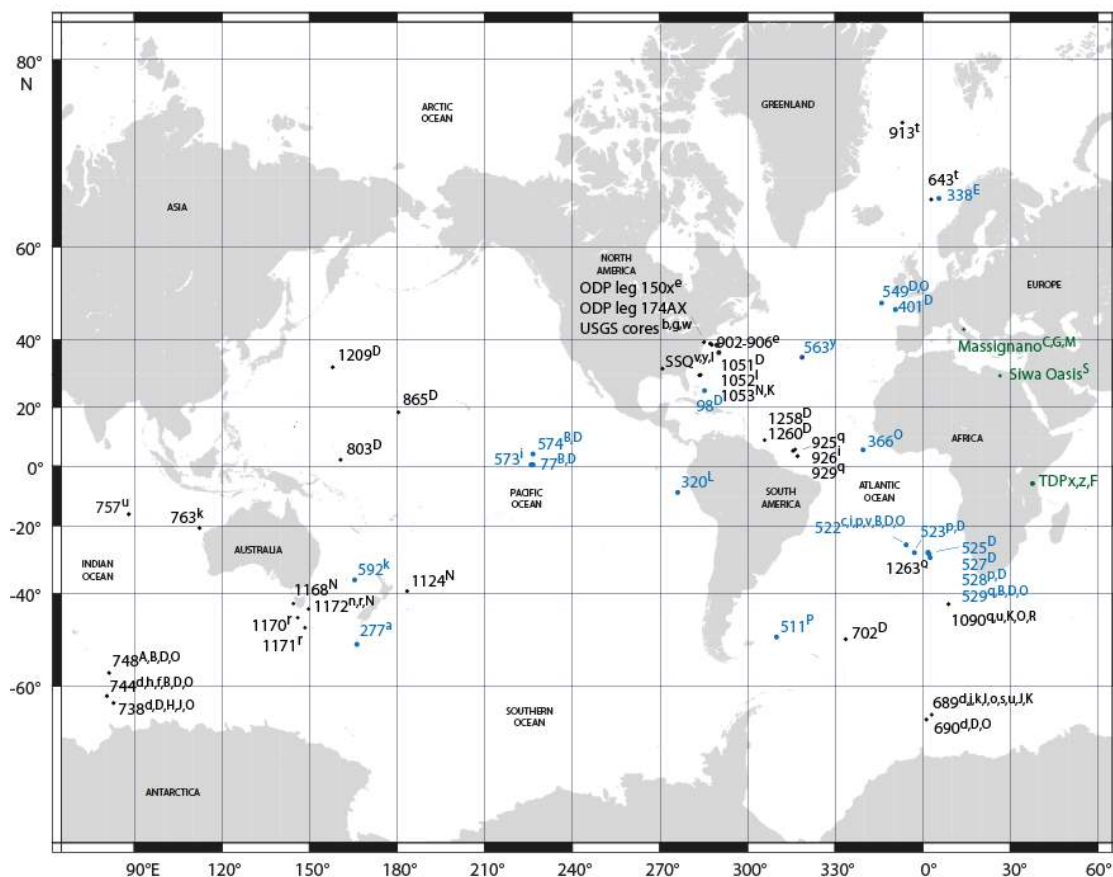 80°
N
ARCTIC
OCEAN
GREENLAND
913t
643t
338E
ASIA
60°
NORTH
AMERICA
ODP leg 150xe
ODP leg 174AX
USGS cores b,g,w
549D,O
401D
EUROPE
40°
902-906e
563y
Massignano C,G,M
1209D
SSQ v,y,l
1051D
1052l
1053N,K
Siwa Oasis S
865D
98D
20°
1258D
1260D
574B,D
925q
366O
AFRICA
803D
573i
77B,D
926i
929q
0°
320L
SOUTH
AMERICA
ATLANTIC
OCEAN
TDPx,z,F
PACIFIC
OCEAN
757u
763k
522c,i,p,v,B,D,O
523p,D
-20°
AUSTRALIA
525D
INDIAN
OCEAN
592k
1263q
527D
528p,D
529q,B,D,O
1168N
1124N
-40°
1172n,r,N
1170r
1171r
277a
511P
702D
1090q,u,K,O,R
748A,B,D,O
744d,h,f,B,D,O
-60°
738d,D,H,J,O
SOUTHERN
OCEAN
689d,j,k,l,o,s,u,J,K
690d,D,O
ANTARCTICA
90°E 120° 150° 180° 210° 240° 270° 300° 330° 0° 30° 60°